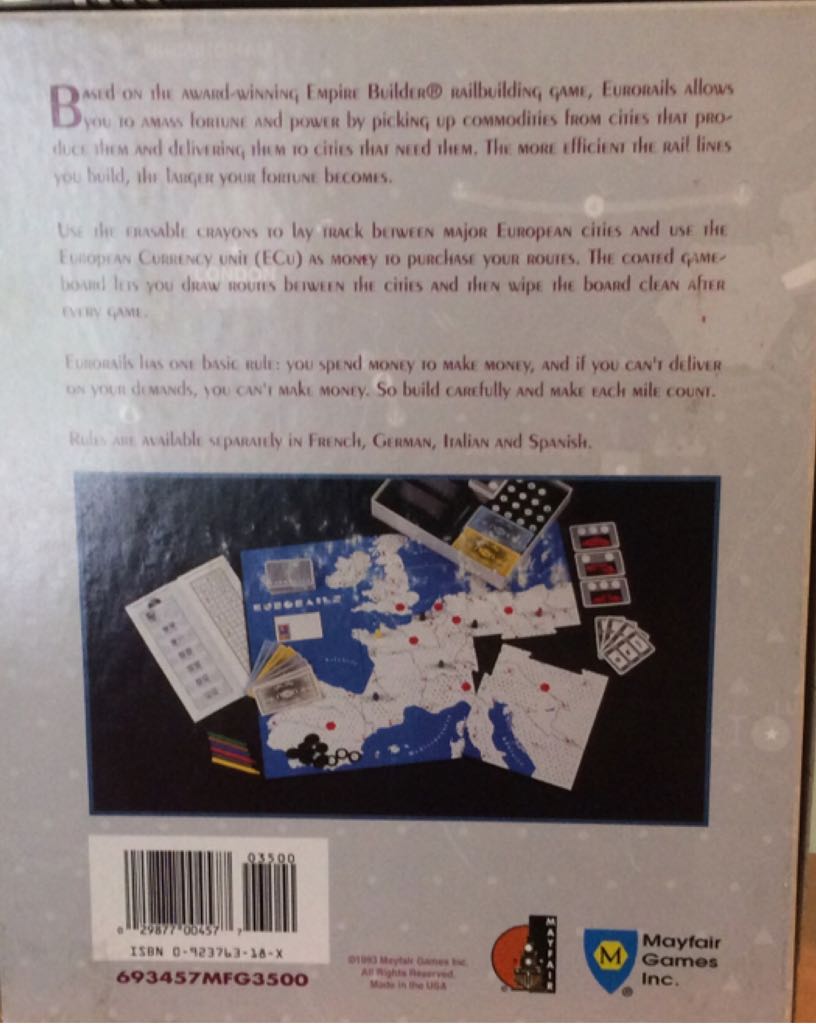 Based on the award-winning Empire Builder® railbuilding game, Eurorails allows
you to amass fortune and power by picking up commodities from cities that pro-
duce them and delivering them to cities that need them. The more efficient the rail lines
you build, the larger your fortune becomes.
Use the erasable crayons to lay track between major European cities and use the
European Currency Unit (ECU) as money to purchase your routes. The coated game-
board lets you draw routes between the cities and then wipe the board clean after
every game.
Eurorails has one basic rule: you spend money to make money, and if you can't deliver
on your demands, you can't make money. So build carefully and make each mile count.
Rules are available separately in French, German, Italian and Spanish.
EURORAILS
03500
0 29877 00457 7
ISBN 0-923763-18-X
693457MFG3500
©1993 Mayfair Games Inc.
All Rights Reserved.
Made in the USA
MAYFAIR
M
®
Mayfair
Games
Inc.